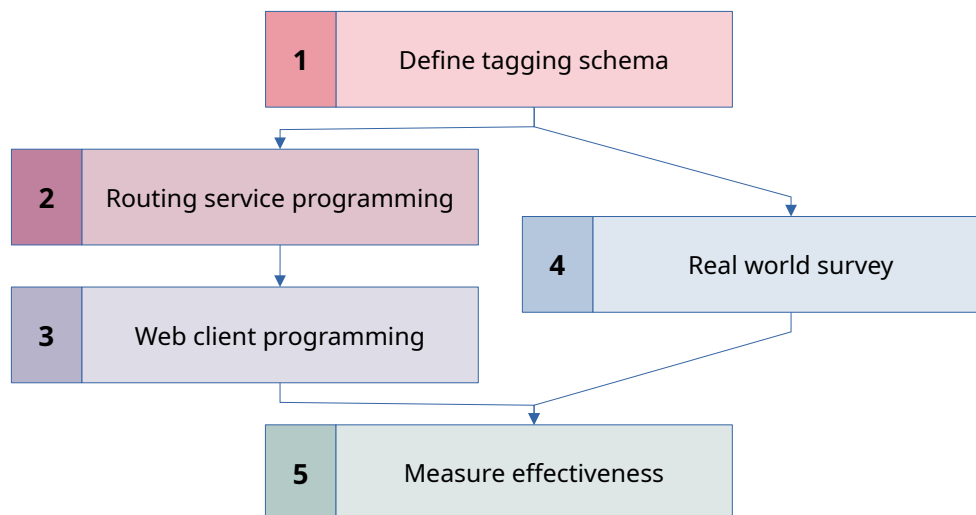 1 Define tagging schema
2 Routing service programming
3 Web client programming
4 Real world survey
5 Measure effectiveness